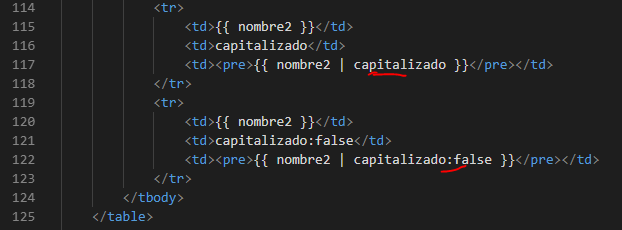 114 <tr>
115 <td>{{ nombre2 }}</td>
116 <td>capitalizado</td>
117 <td><pre>{{ nombre2 | capitalizado }}</pre></td>
118 </tr>
119 <tr>
120 <td>{{ nombre2 }}</td>
121 <td>capitalizado:false</td>
122 <td><pre>{{ nombre2 | capitalizado:false }}</pre></td>
123 </tr>
124 </tbody>
125 </table>